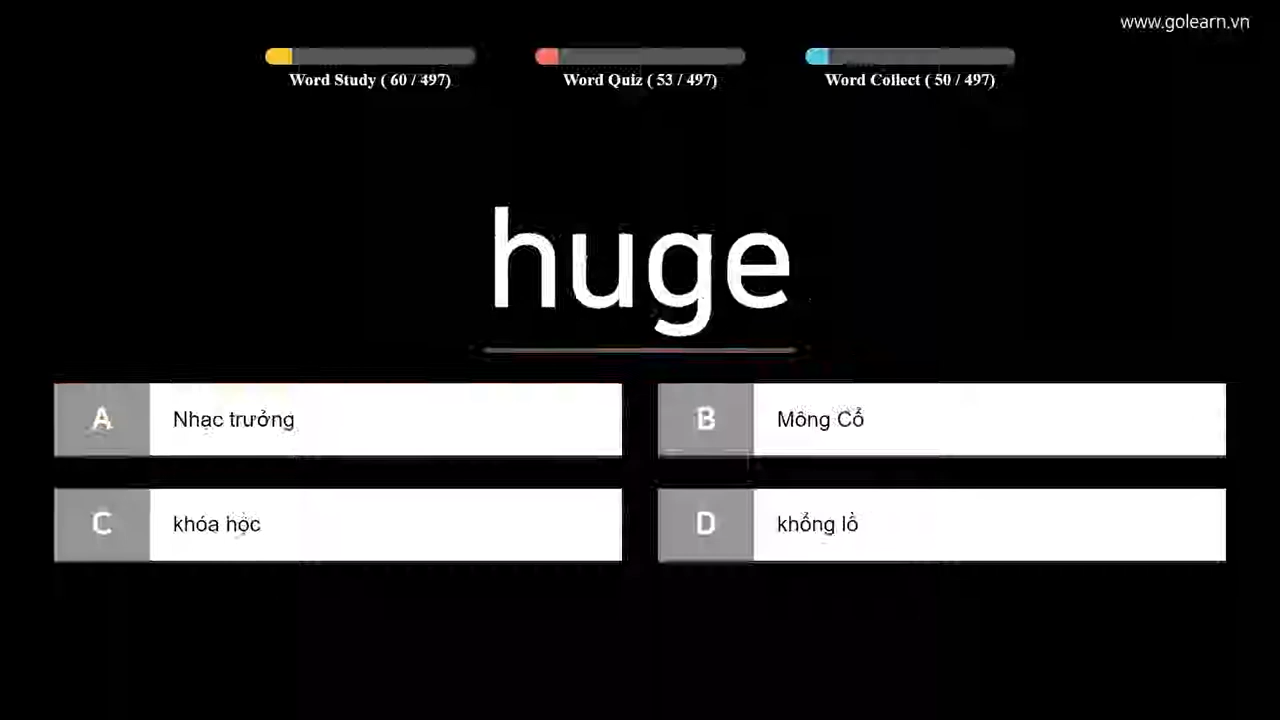 www.golearn.vn
Word Study ( 60 / 497)
Word Quiz ( 53 / 497)
Word Collect ( 50 / 497)
huge
A Nhạc trưởng
B Mông Cổ
C khóa học
D khổng lồ